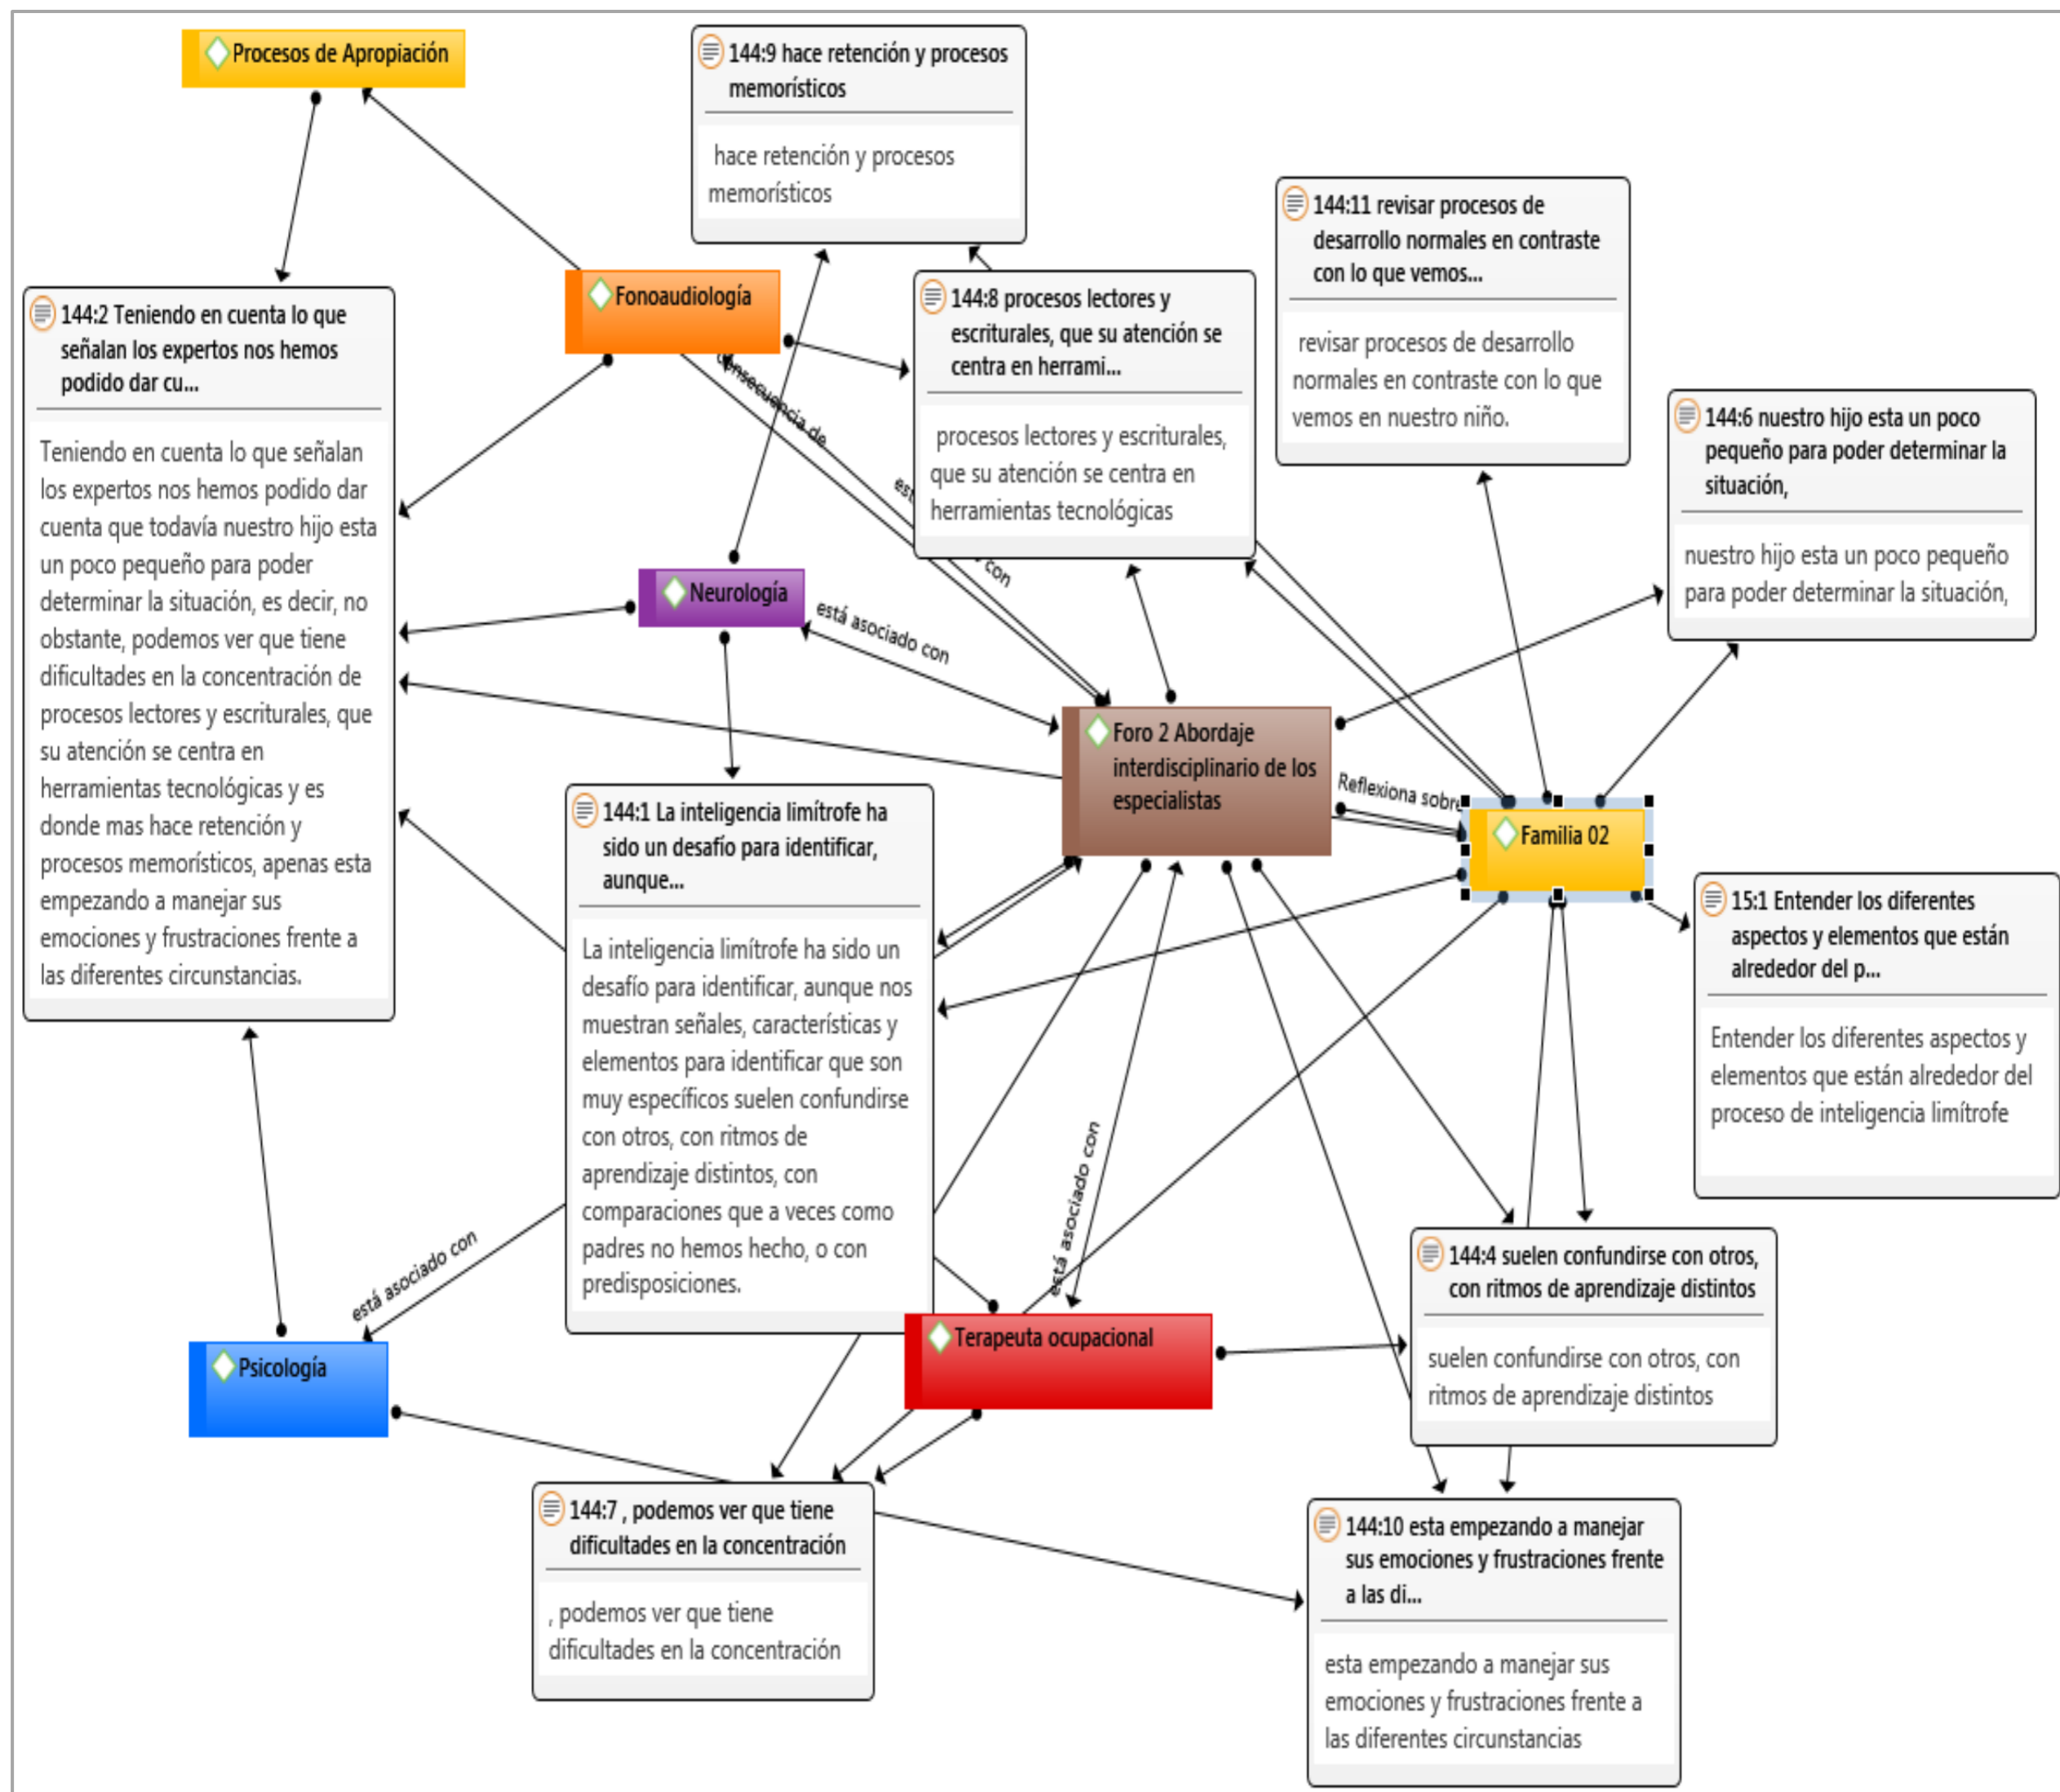 Procesos de Apropiación
144:9 hace retención y procesos
memorísticos
hace retención y procesos
memorísticos
144:11 revisar procesos de
desarrollo normales en contraste
con lo que vemos...
revisar procesos de desarrollo
normales en contraste con lo que
vemos en nuestro niño.
Fonoaudiología
144:8 procesos lectores y
escriturales, que su atención se
centra en herrami...
procesos lectores y escriturales,
que su atención se centra en
herramientas tecnológicas
144:2 Teniendo en cuenta lo que
señalan los expertos nos hemos
podido dar cu...
Teniendo en cuenta lo que señalan
los expertos nos hemos podido dar
cuenta que todavía nuestro hijo esta
un poco pequeño para poder
determinar la situación, es decir, no
obstante, podemos ver que tiene
dificultades en la concentración de
procesos lectores y escriturales, que
su atención se centra en
herramientas tecnológicas y es
donde mas hace retención y
procesos memorísticos, apenas esta
empezando a manejar sus
emociones y frustraciones frente a
las diferentes circunstancias.
consecuencia de
con
144:6 nuestro hijo esta un poco
pequeño para poder determinar la
situación,
nuestro hijo esta un poco pequeño
para poder determinar la situación,
Neurología
está asociado con
Foro 2 Abordaje
interdisciplinario de los
especialistas
Reflexiona sobre
Familia 02
144:1 La inteligencia limítrofe ha
sido un desafío para identificar,
aunque...
La inteligencia limítrofe ha sido un
desafío para identificar, aunque nos
muestran señales, características y
elementos para identificar que son
muy específicos suelen confundirse
con otros, con ritmos de
aprendizaje distintos, con
comparaciones que a veces como
padres no hemos hecho, o con
predisposiciones.
15:1 Entender los diferentes
aspectos y elementos que están
alrededor del p...
Entender los diferentes aspectos y
elementos que están alrededor del
proceso de inteligencia limítrofe
está asociado con
está asociado con
144:4 suelen confundirse con otros,
con ritmos de aprendizaje distintos
suelen confundirse con otros, con
ritmos de aprendizaje distintos
Terapeuta ocupacional
Psicología
144:7 , podemos ver que tiene
dificultades en la concentración
, podemos ver que tiene
dificultades en la concentración
144:10 esta empezando a manejar
sus emociones y frustraciones frente
a las di...
esta empezando a manejar sus
emociones y frustraciones frente a
las diferentes circunstancias